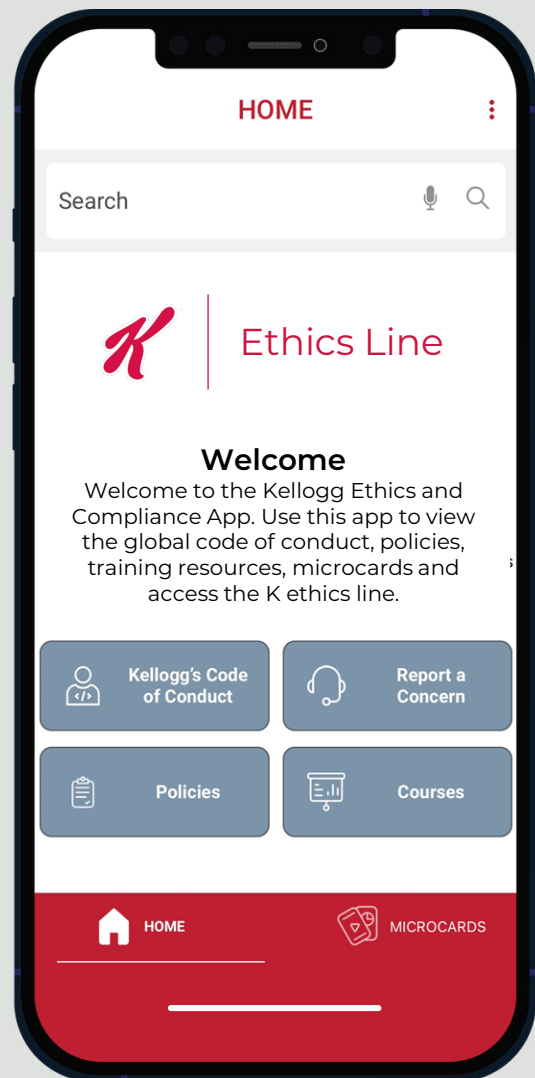 HOME
Search
K
Ethics Line
Welcome
Welcome to the Kellogg Ethics and
Compliance App. Use this app to view
the global code of conduct, policies,
training resources, microcards and
access the K ethics line.
Kellogg's Code
of Conduct
Report a
Concern
Policies
Courses
HOME
MICROCARDS